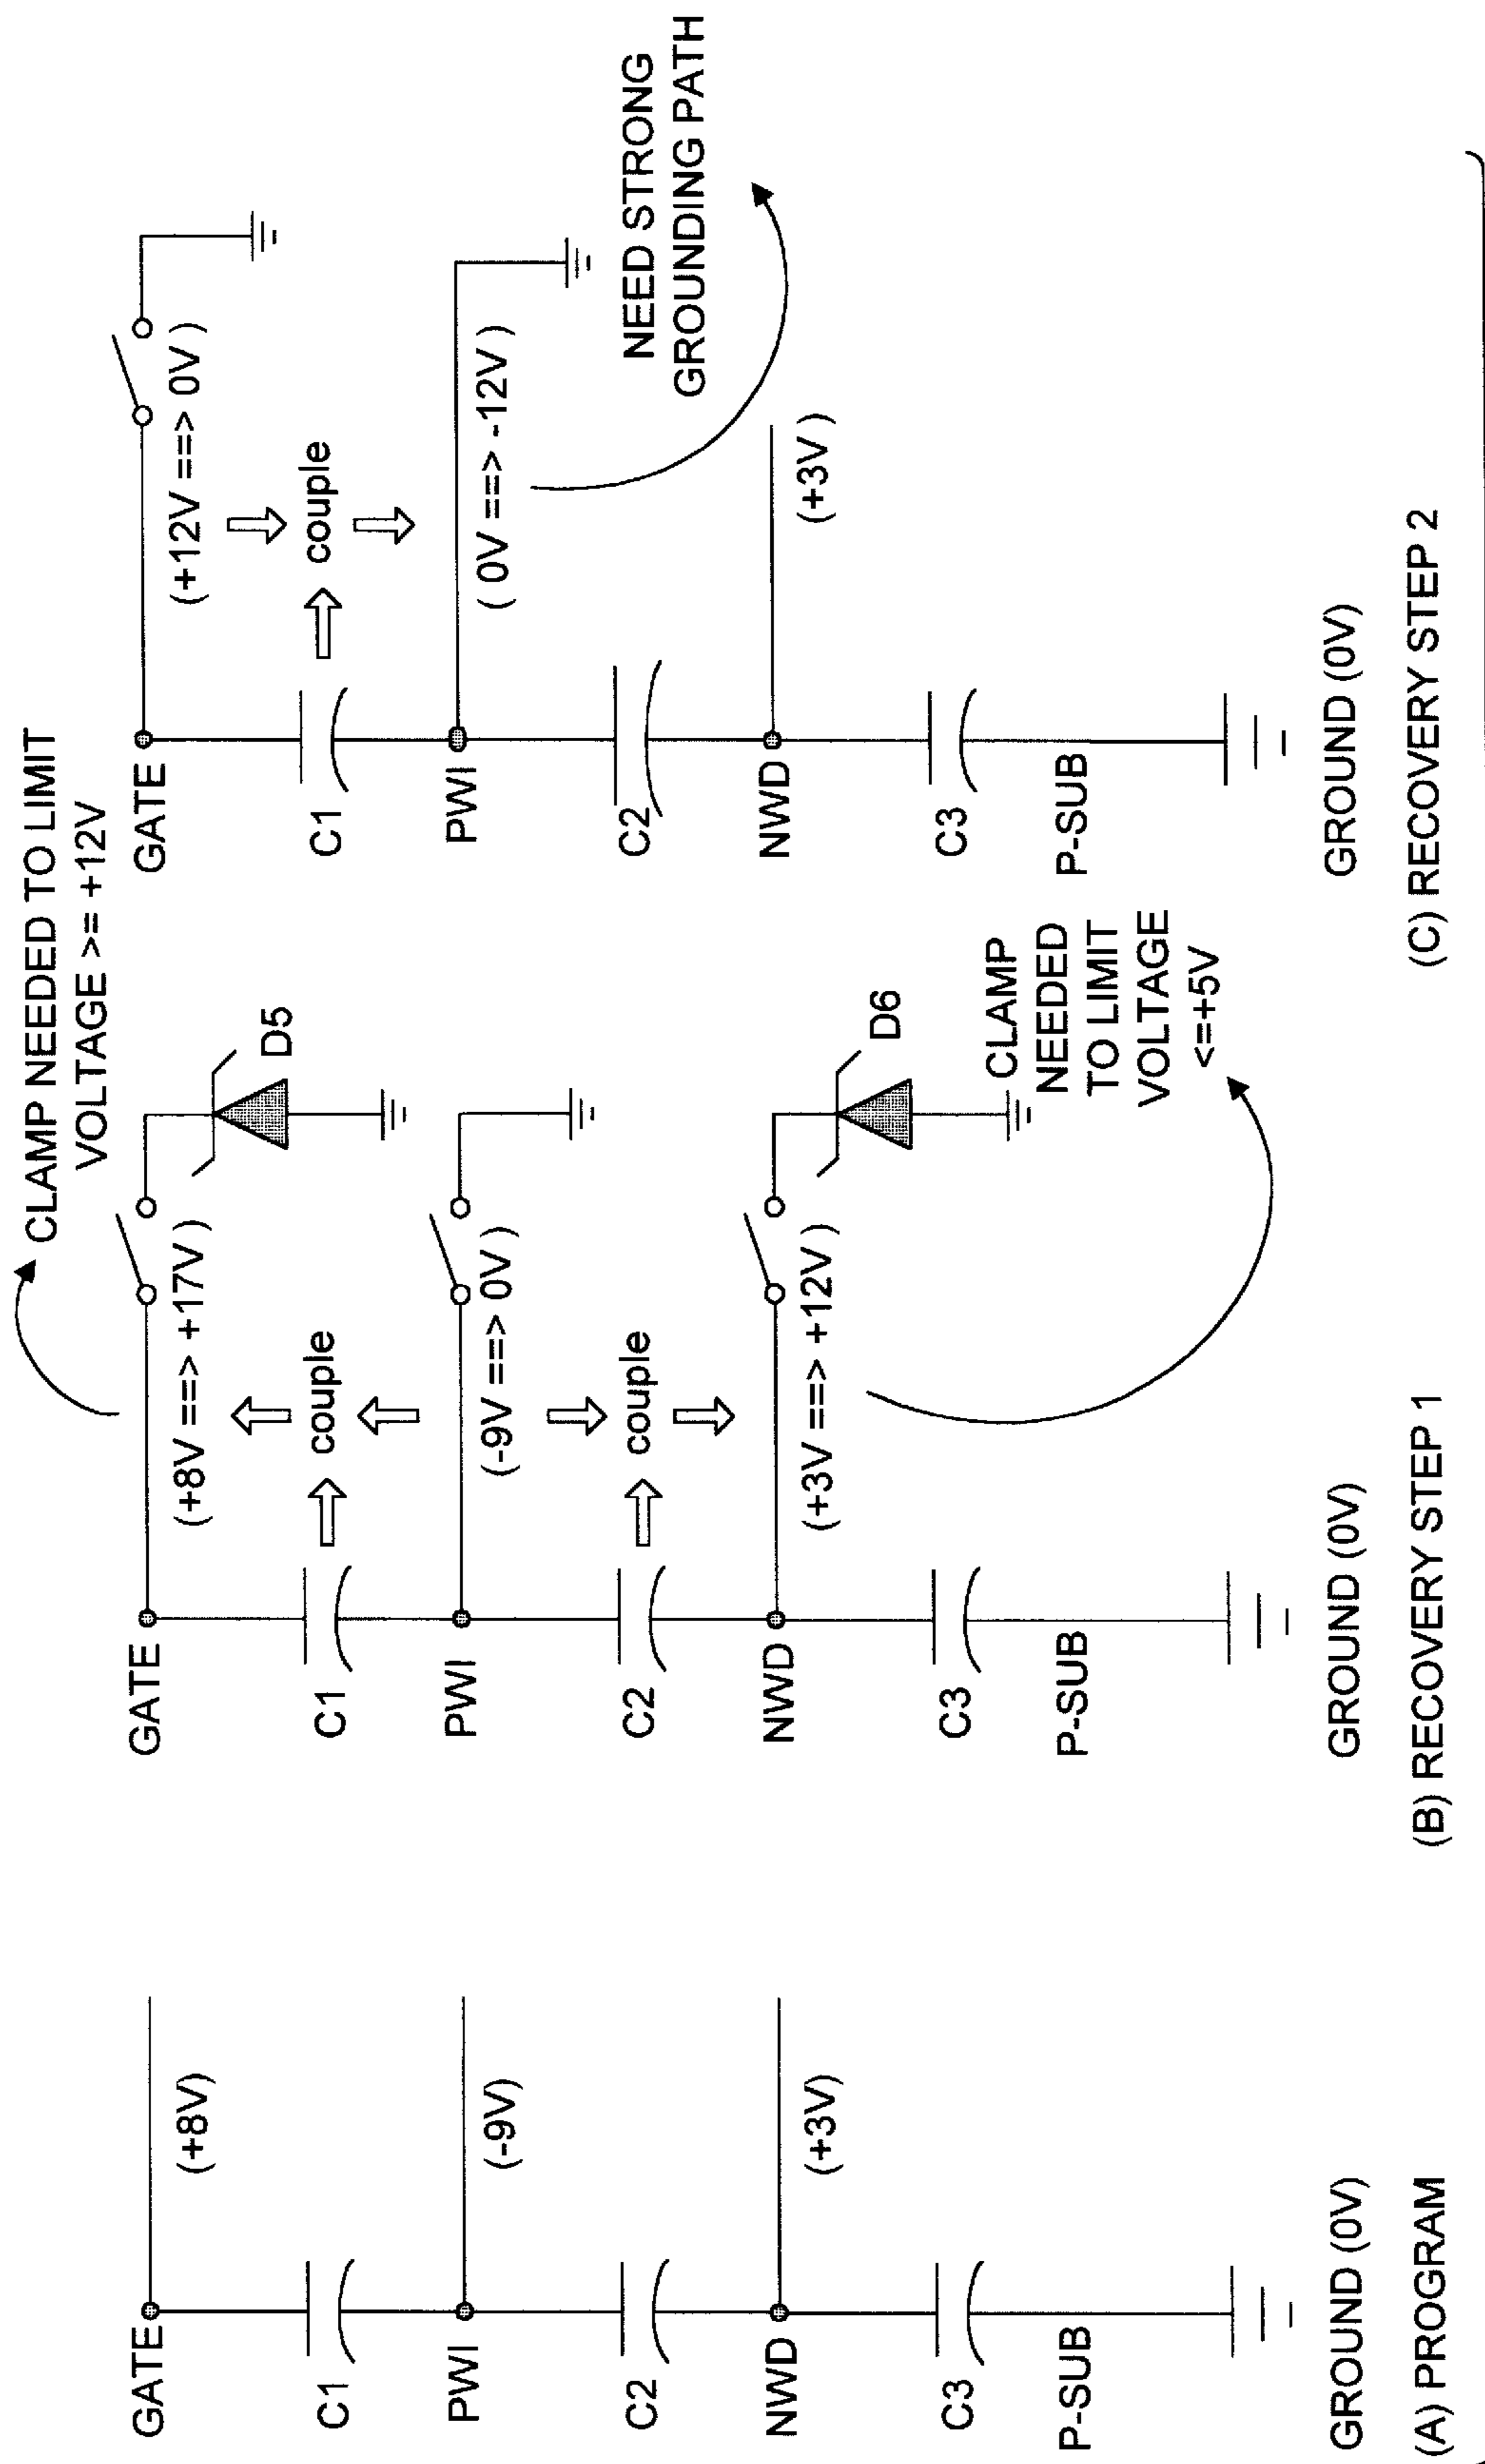 GATE
(+8V)
C1
PWI
(-9V)
C2
NWD
(+3V)
C3
P-SUB
GROUND (0V)
(A) PROGRAM
CLAMP NEEDED TO LIMIT
VOLTAGE >= +12V
GATE
(+8V ==> +17V )
D5
C1
couple
PWI
(-9V ==> 0V )
C2
couple
NWD
(+3V ==> +12V)
D6
CLAMP
NEEDED
TO LIMIT
VOLTAGE
<=+5V
C3
P-SUB
GROUND (0V)
(B) RECOVERY STEP 1
GATE
(+12V ==> 0V )
C1
couple
PWI
( 0V ==> -12V )
NEED STRONG
GROUNDING PATH
C2
NWD
(+3V )
C3
P-SUB
GROUND (0V)
(C) RECOVERY STEP 2